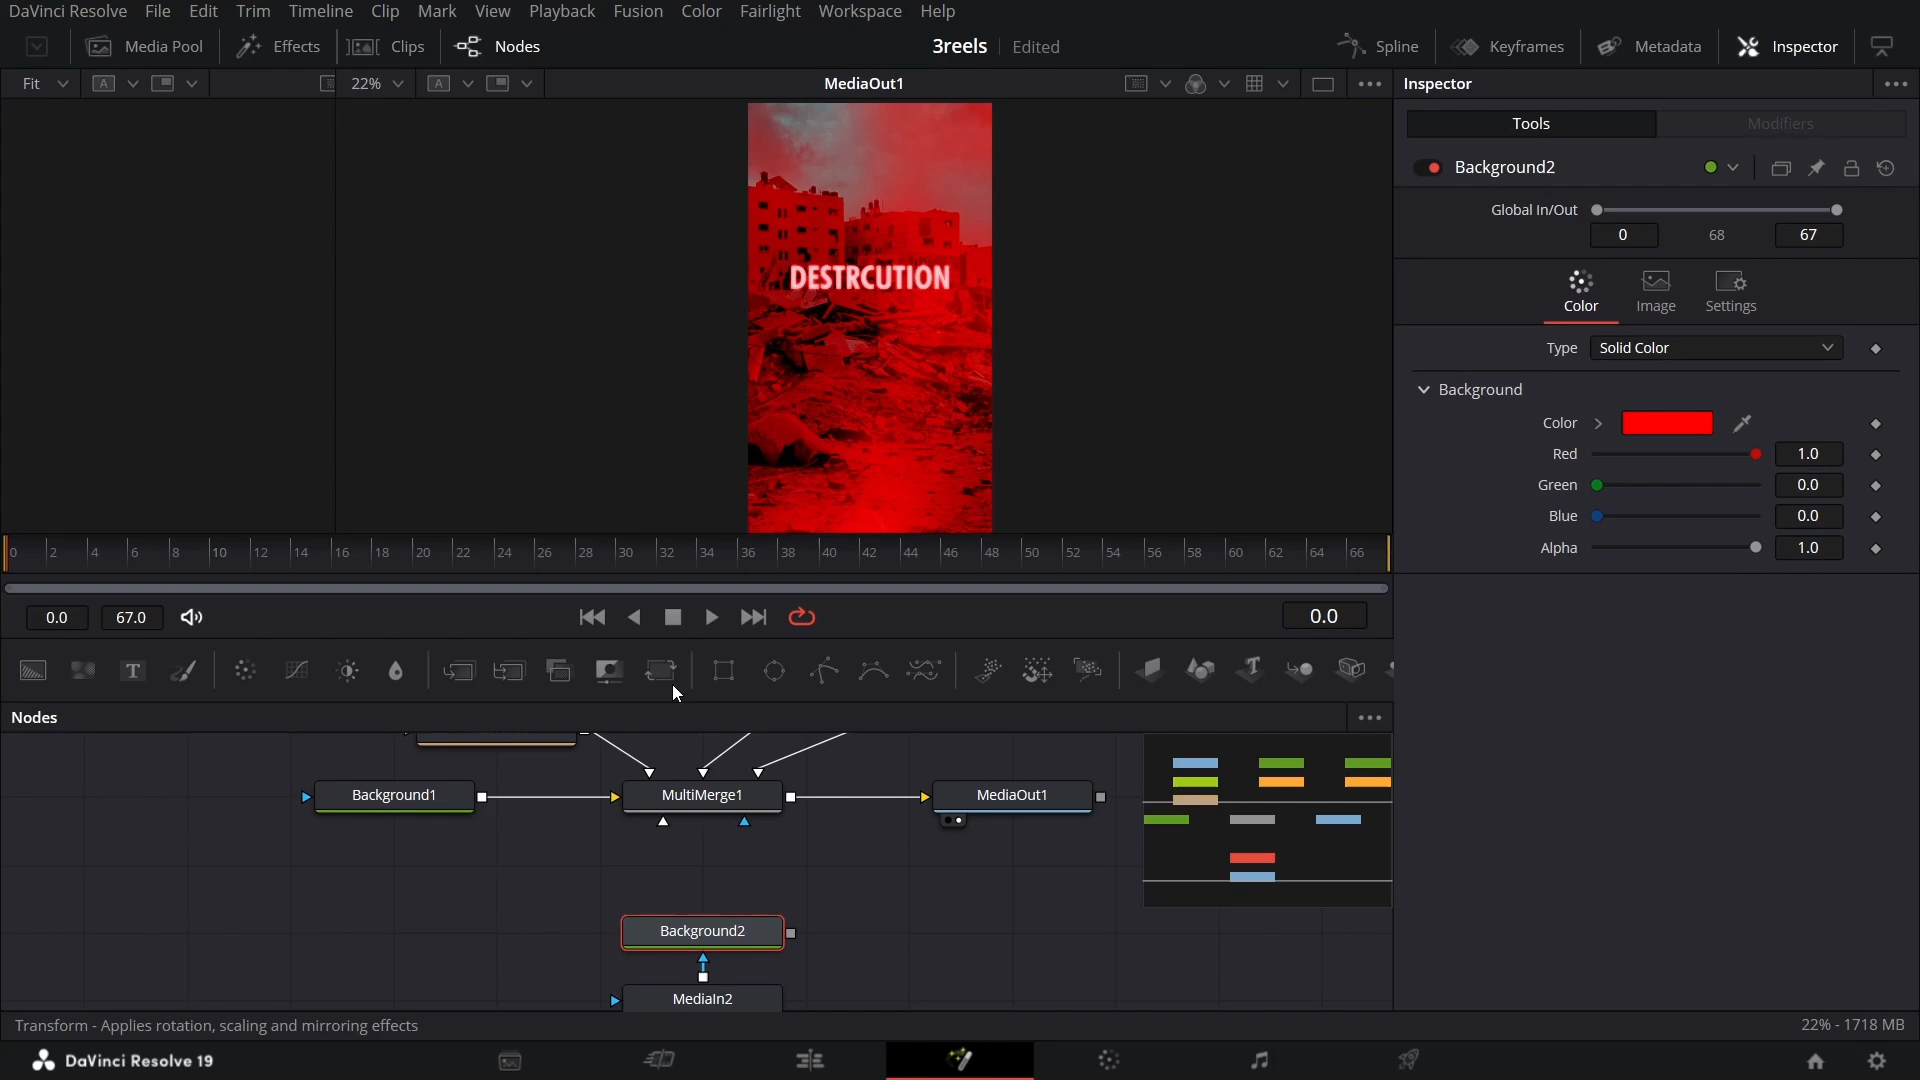 DaVinci Resolve File Edit Trim Timeline Clip Mark View Playback Fusion Color Fairlight Workspace Help
Media Pool Effects Clips Nodes 3reels Edited Spline Keyframes Metadata Inspector
Fit A 22% A MediaOut1 Inspector
Tools Modifiers
Background2
Global In/Out
0 68 67
DESTRCUTION
Color Image Settings
Type Solid Color
Background
Color
Red 1.0
Green 0.0
Blue 0.0
Alpha 1.0
0 2 4 6 8 10 12 14 16 18 20 22 24 26 28 30 32 34 36 38 40 42 44 46 48 50 52 54 56 58 60 62 64 66
0.0 67.0 0.0
T T
Nodes
Background1 MultiMerge1 MediaOut1
Background2
MediaIn2
Transform - Applies rotation, scaling and mirroring effects 22% - 1718 MB
DaVinci Resolve 19